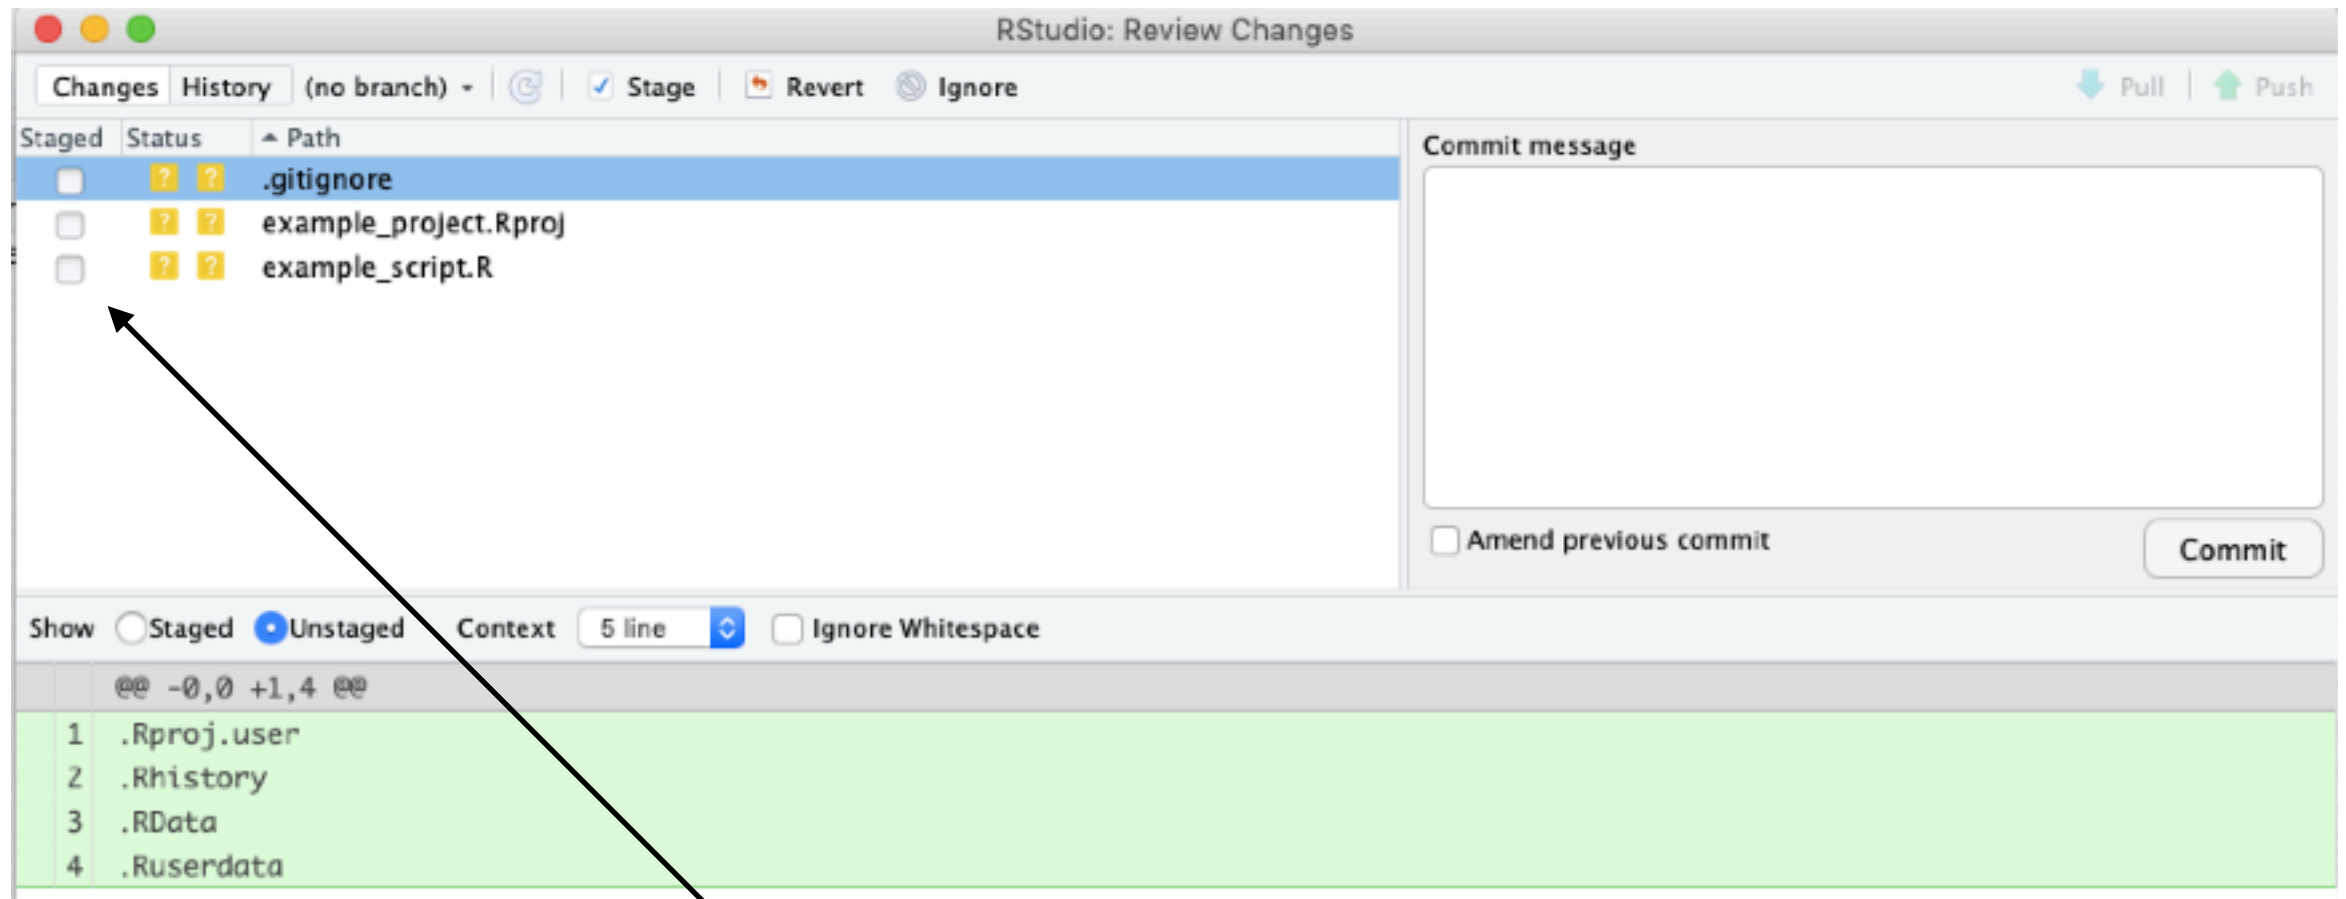 RStudio: Review Changes
Changes History (no branch) Stage Revert Ignore Pull Push
Staged Status Path
.gitignore
example_project.Rproj
example_script.R
Commit message
Amend previous commit Commit
Show Staged Unstaged Context 5 line Ignore Whitespace
@@ -0,0 +1,4 @@
1 .Rproj.user
2 .Rhistory
3 .RData
4 .Ruserdata